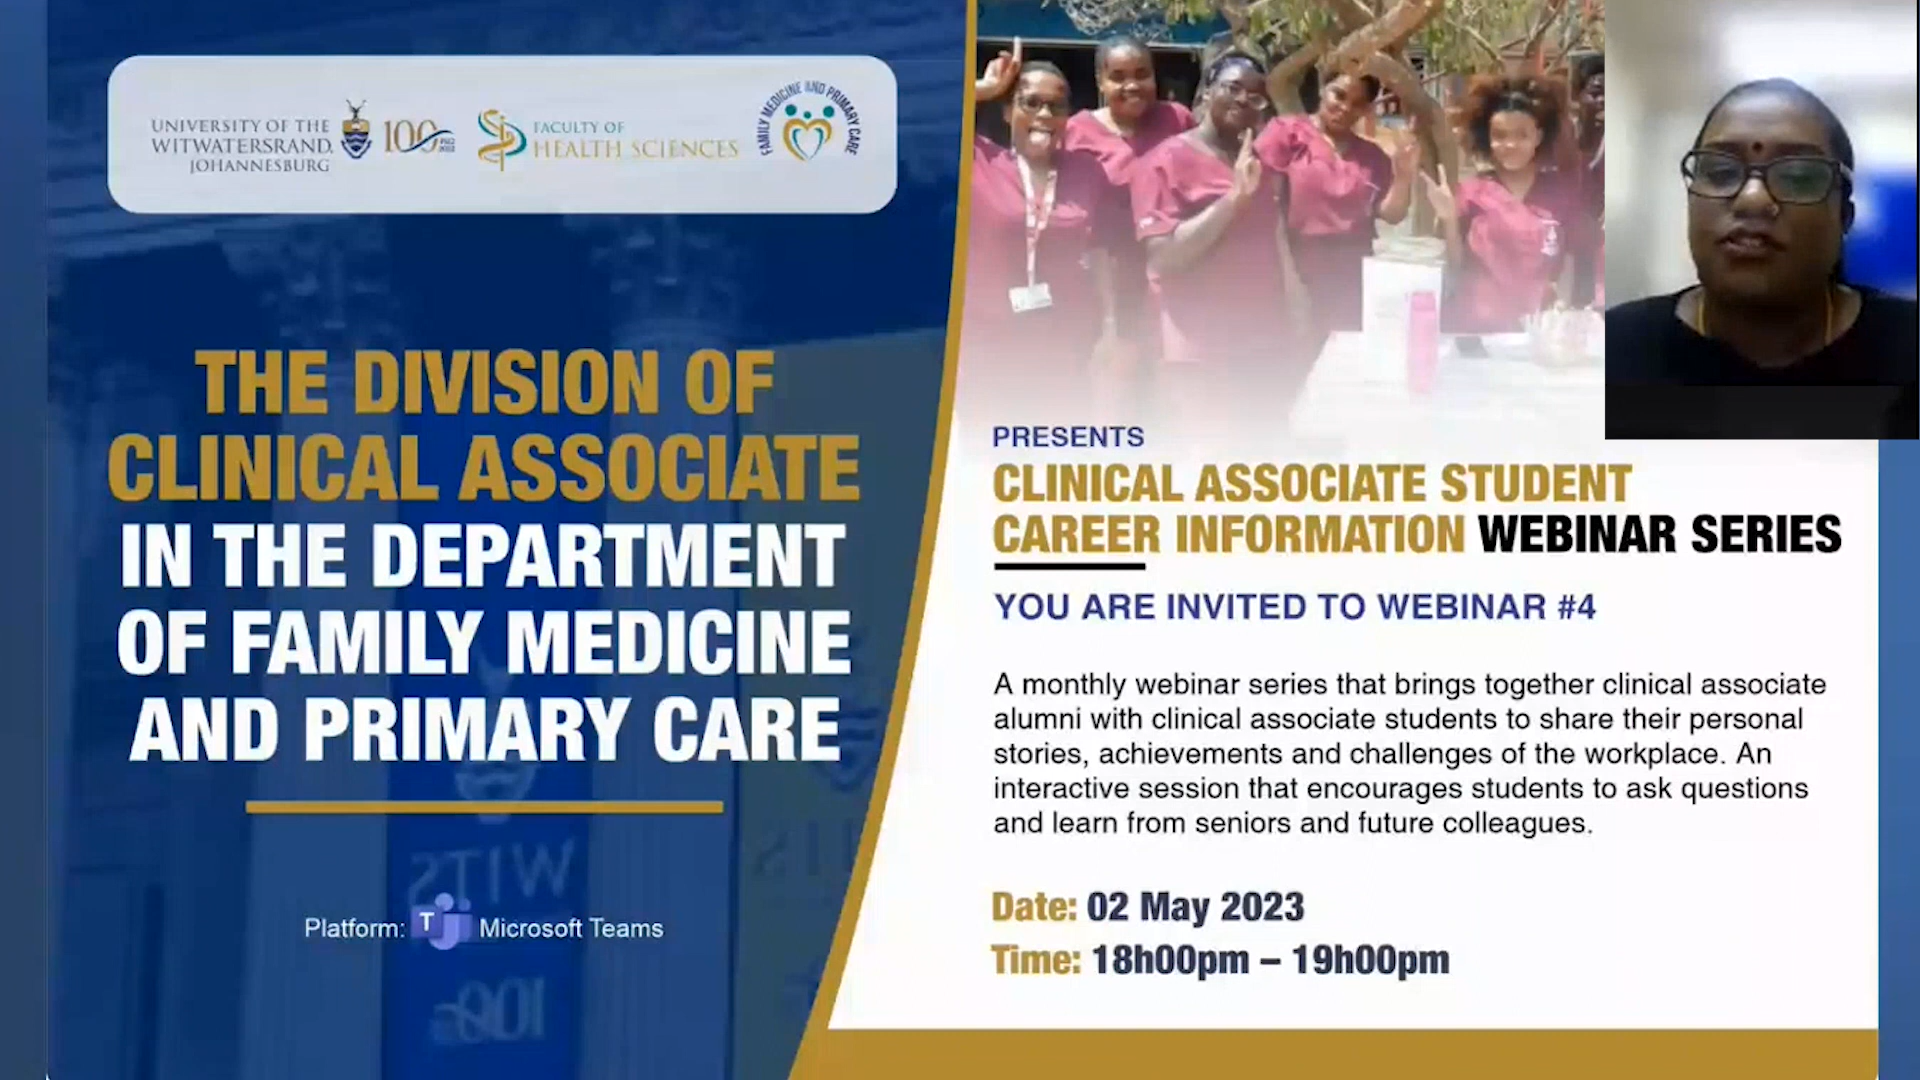 UNIVERSITY OF THE
WITWATERSRAND,
JOHANNESBURG
100
FACULTY OF
HEALTH SCIENCES
FAMILY MEDICINE AND PRIMARY CARE
THE DIVISION OF
CLINICAL ASSOCIATE
IN THE DEPARTMENT
OF FAMILY MEDICINE
AND PRIMARY CARE
WITS
100
Platform: T Microsoft Teams
PRESENTS
CLINICAL ASSOCIATE STUDENT
CAREER INFORMATION WEBINAR SERIES
YOU ARE INVITED TO WEBINAR #4
A monthly webinar series that brings together clinical associate
alumni with clinical associate students to share their personal
stories, achievements and challenges of the workplace. An
interactive session that encourages students to ask questions
and learn from seniors and future colleagues.
Date: 02 May 2023
Time: 18h00pm – 19h00pm